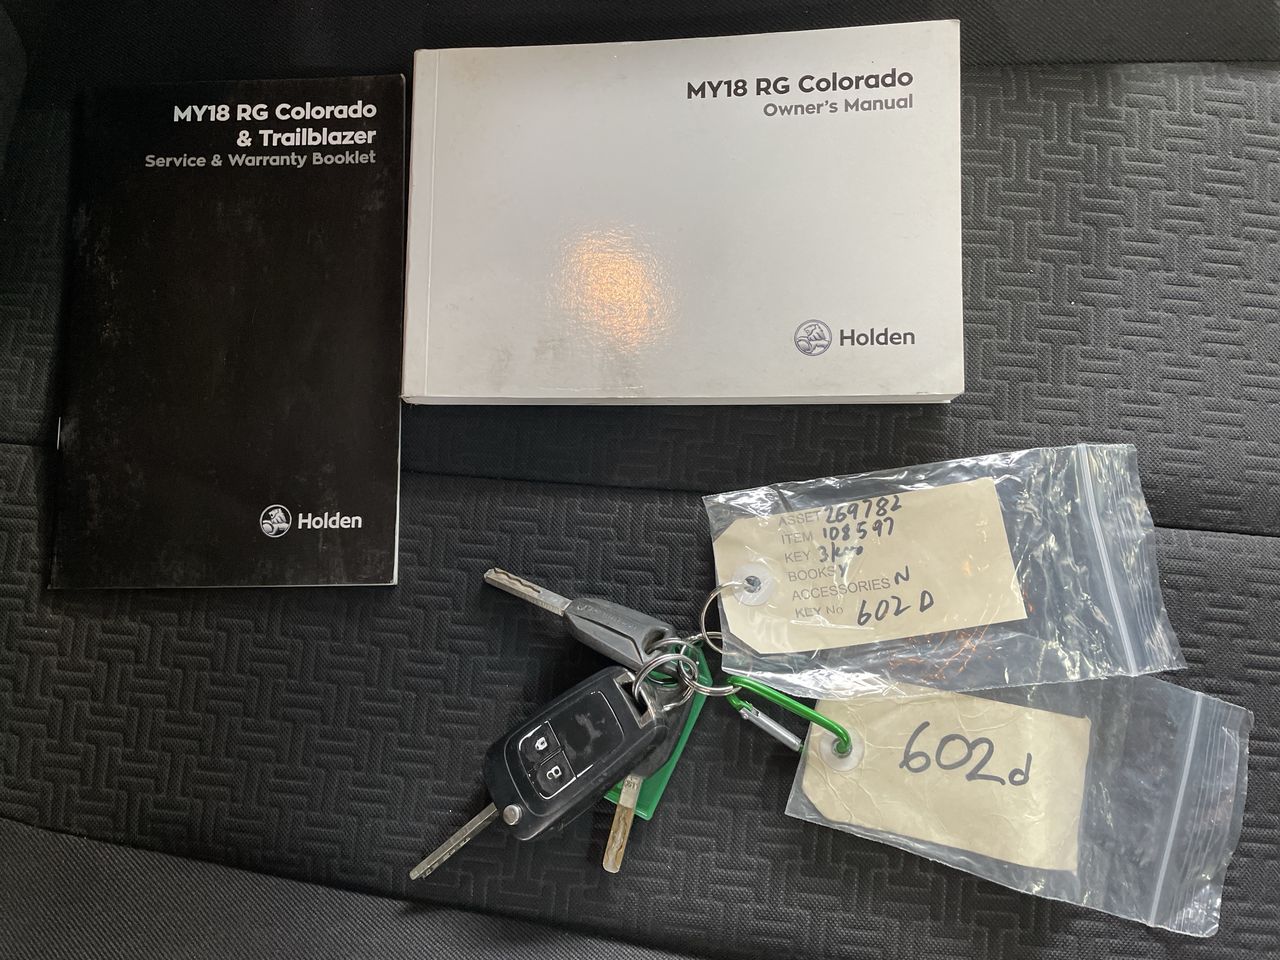 MY18 RG Colorado
& Trailblazer
Service & Warranty Booklet
Holden
MY18 RG Colorado
Owner's Manual
Holden
ASSET 269782
ITEM 108597
KEY
BOOKS Y
ACCESSORIES N
KEY No 602 D
602d